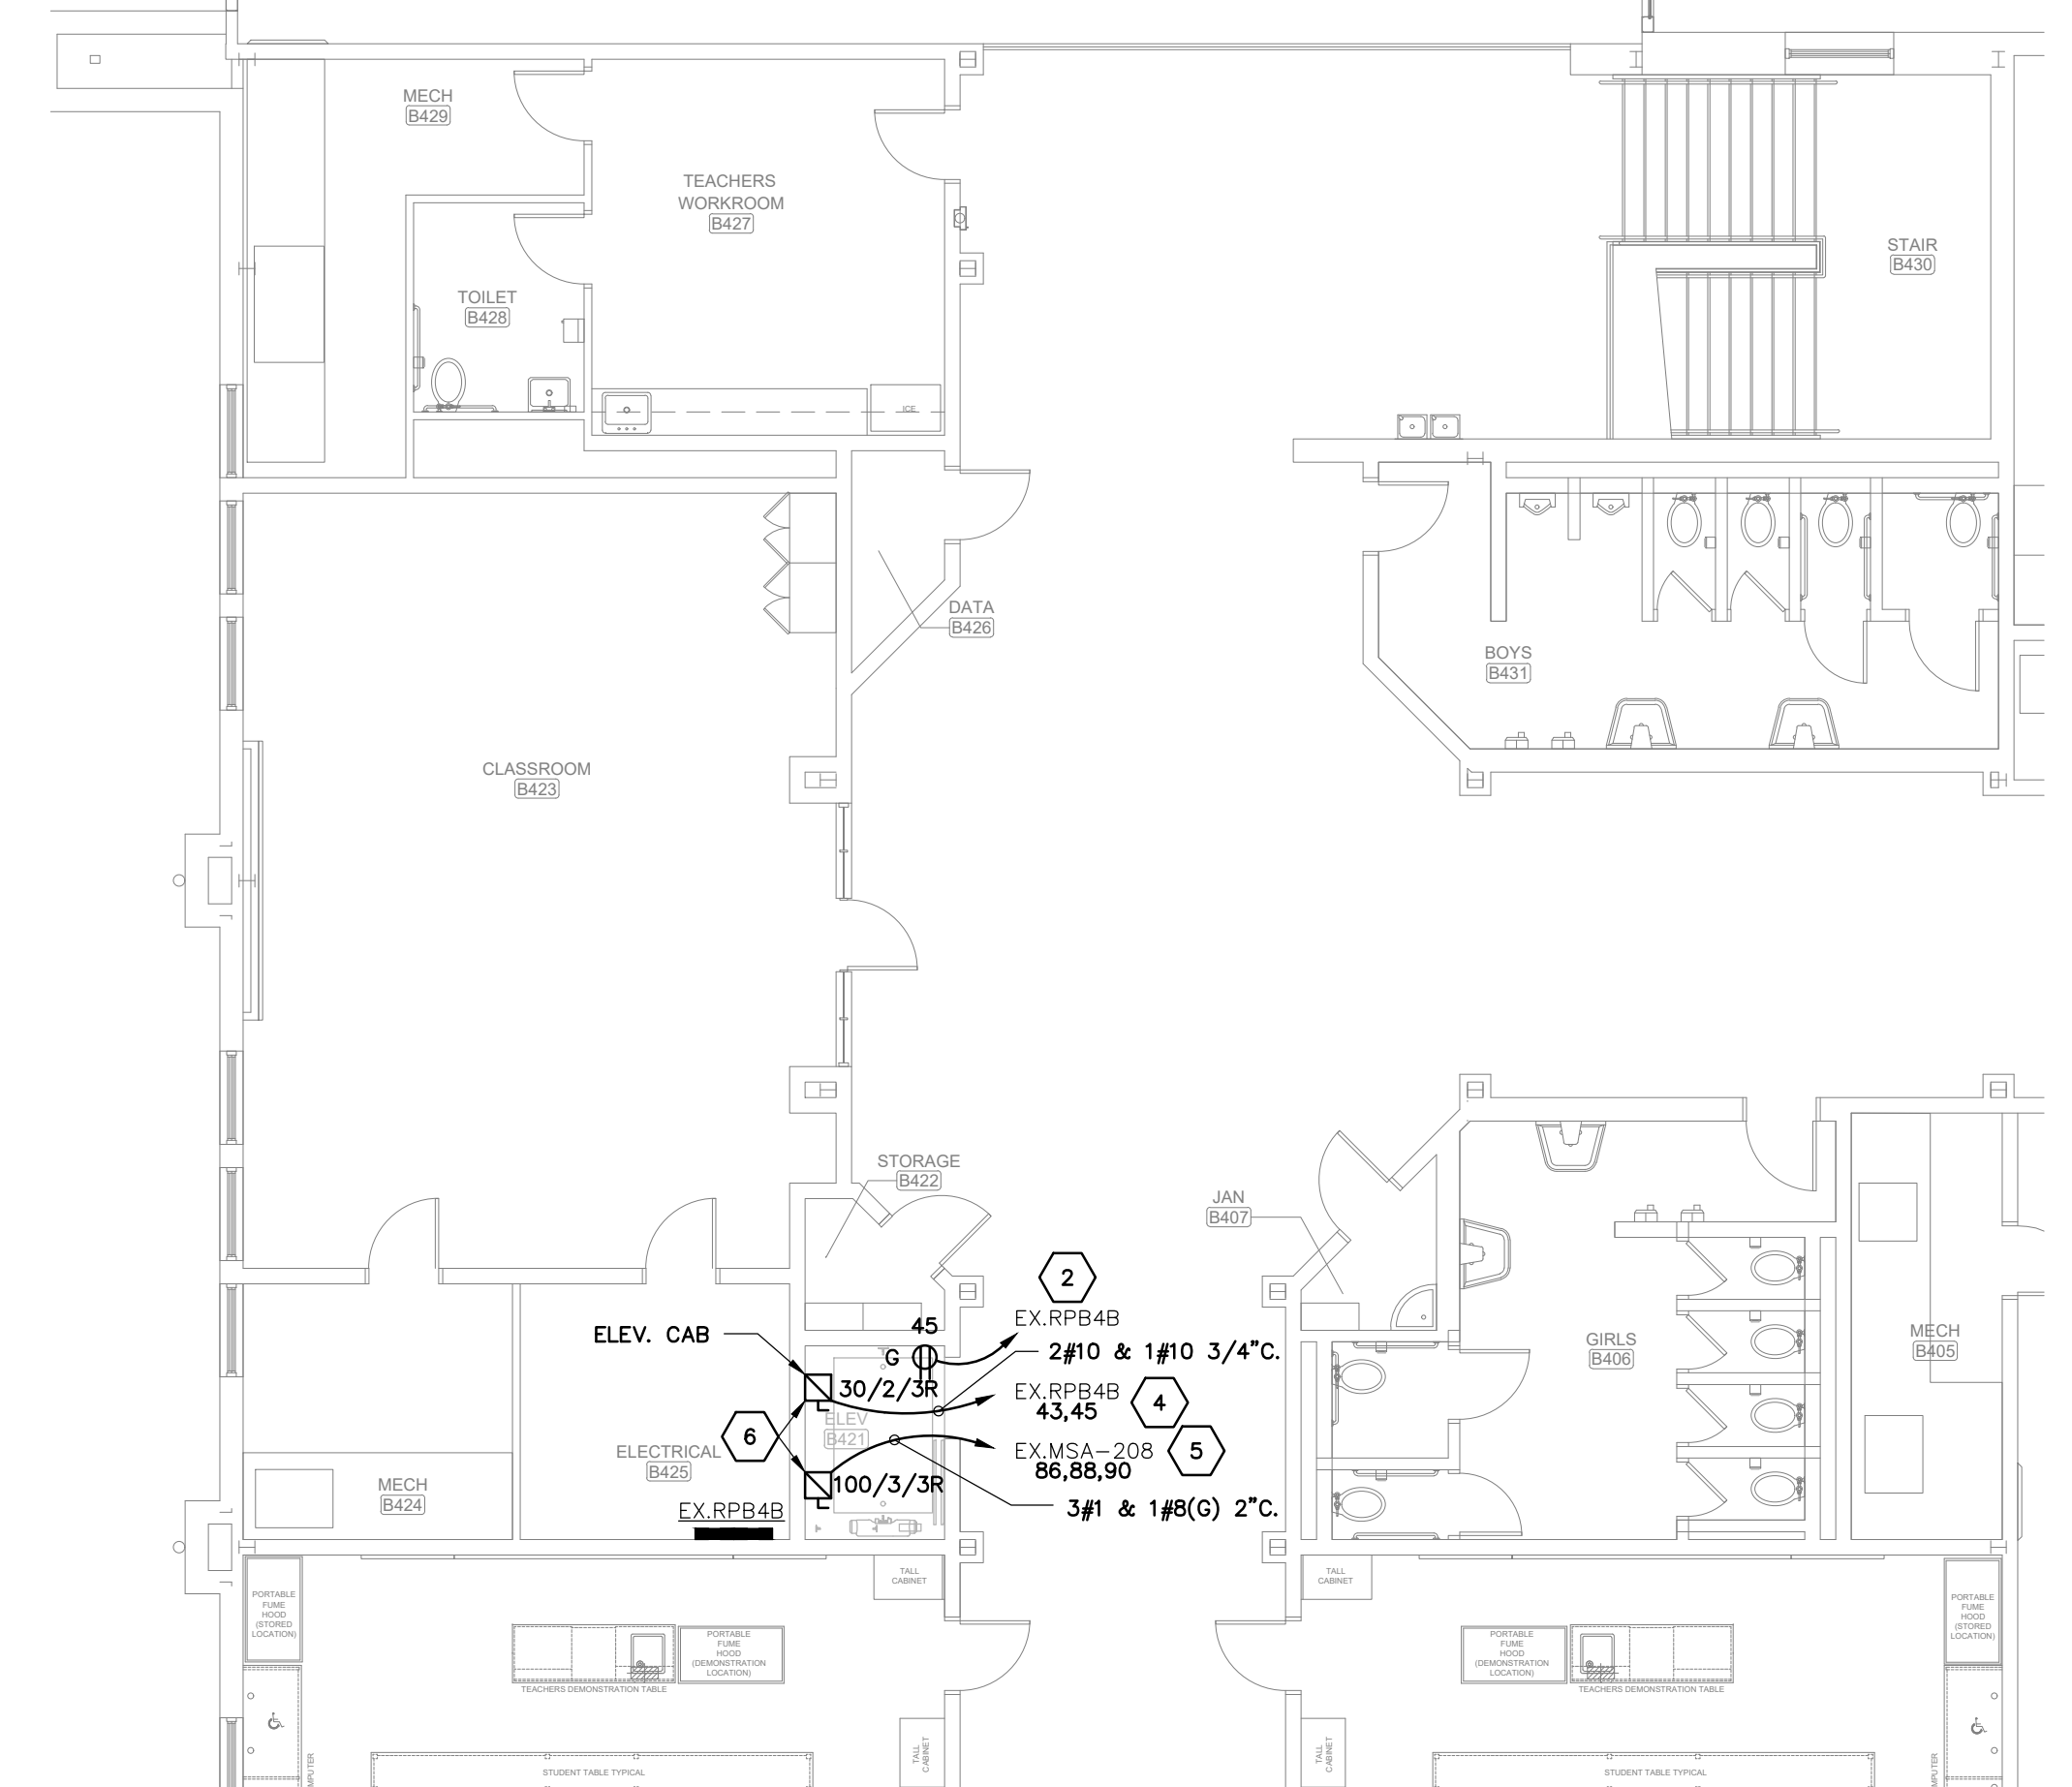 MECH
B429
TEACHERS
WORKROOM
B427
TOILET
B428
ICE
STAIR
B430
DATA
B426
BOYS
B431
CLASSROOM
B423
STORAGE
B422
JAN
B407
GIRLS
B406
MECH
B405
2
EX.RPB4B
45
ELEV. CAB
G
2#10 & 1#10 3/4"C.
30/2/3R
EX.RPB4B
43,45
4
ELEV
B421
6
EX.MSA-208
86,88,90
5
ELECTRICAL
B425
100/3/3R
3#1 & 1#8(G) 2"C.
MECH
B424
EX.RPB4B
TALL
CABINET
TALL
CABINET
PORTABLE
FUME
HOOD
(STORED
LOCATION)
PORTABLE
FUME
HOOD
(DEMONSTRATION
LOCATION)
TEACHERS DEMONSTRATION TABLE
PORTABLE
FUME
HOOD
(DEMONSTRATION
LOCATION)
TEACHERS DEMONSTRATION TABLE
PORTABLE
FUME
HOOD
(STORED
LOCATION)
TALL
CABINET
TALL
CABINET
STUDENT TABLE TYPICAL
STUDENT TABLE TYPICAL